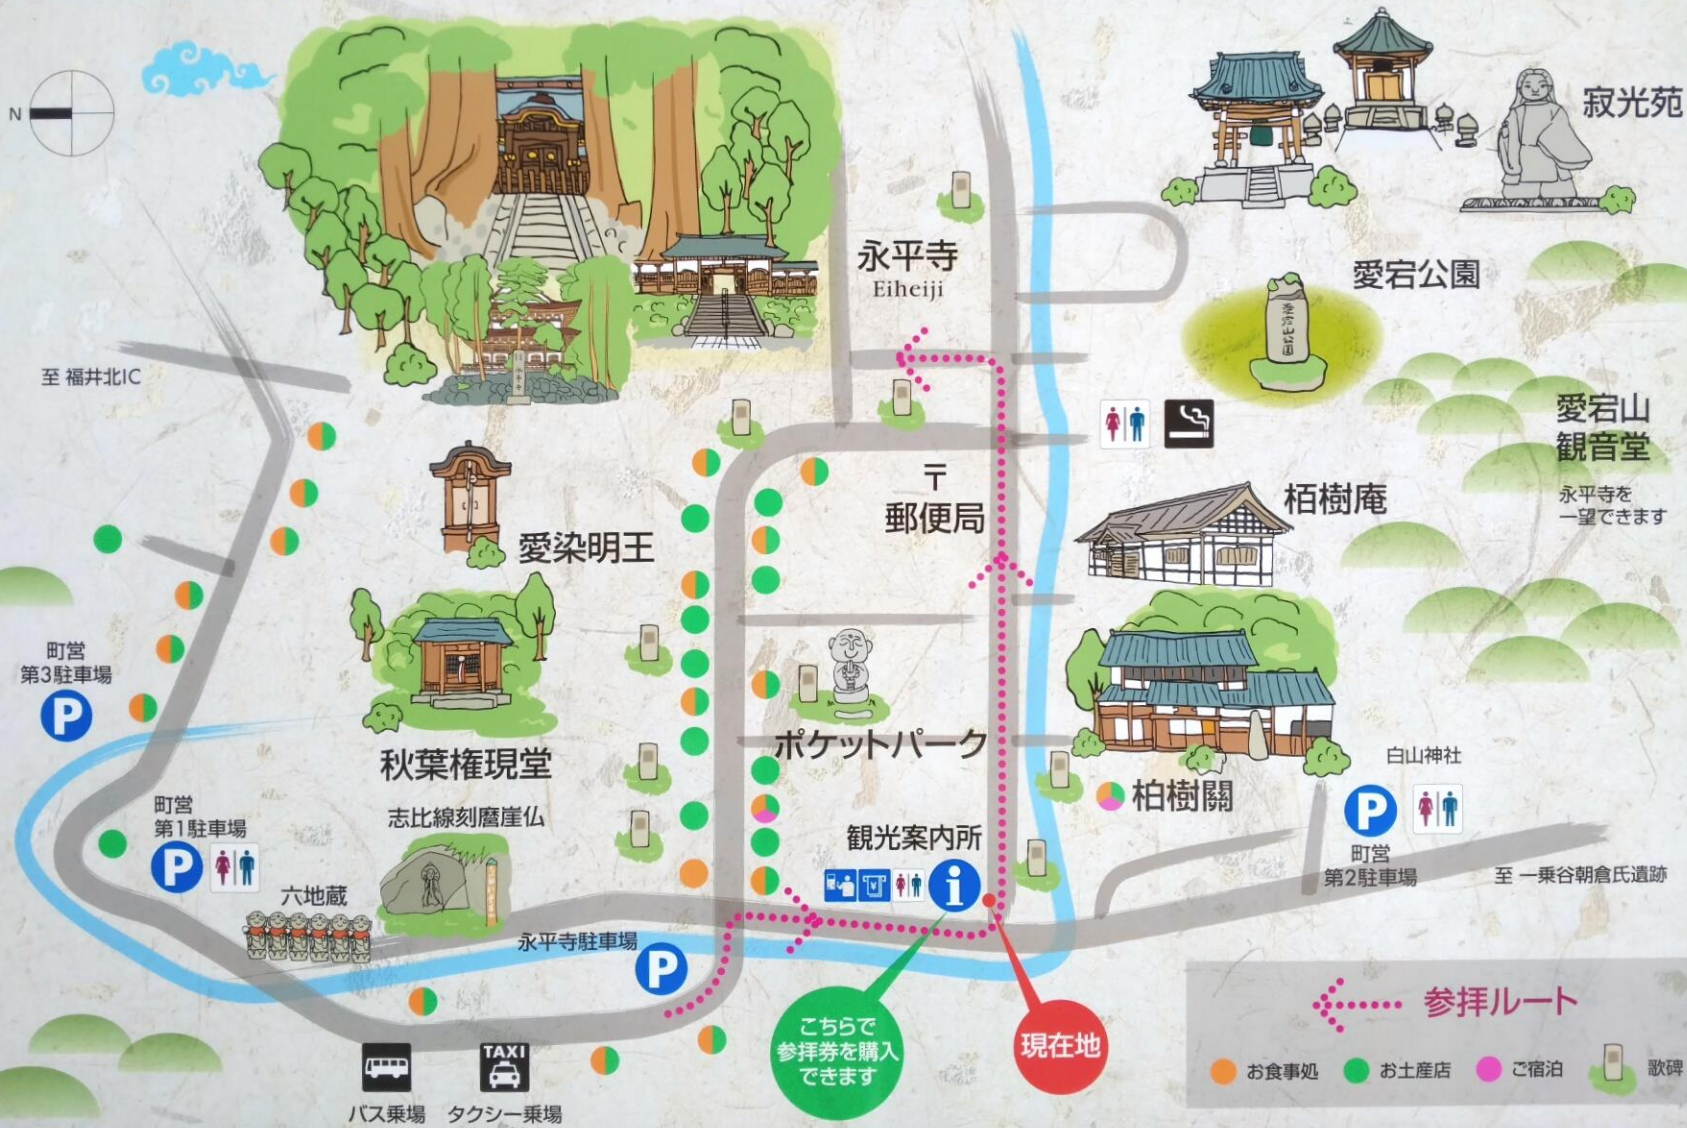 N
寂光苑
永平寺
Eiheiji
愛宕公園
愛宕山公園
至 福井北IC
愛宕山
観音堂
永平寺を
一望できます
〒
郵便局
栢樹庵
愛染明王
町営
第3駐車場
P
秋葉権現堂
ポケットパーク
白山神社
柏樹關
P
町営
第2駐車場
町営
第1駐車場
P
志比線刻磨崖仏
観光案内所
i
至 一乗谷朝倉氏遺跡
六地蔵
永平寺駐車場
P
参拝ルート
こちらで
参拝券を購入
できます
現在地
TAXI
お食事処
お土産店
ご宿泊
歌碑
バス乗場
タクシー乗場